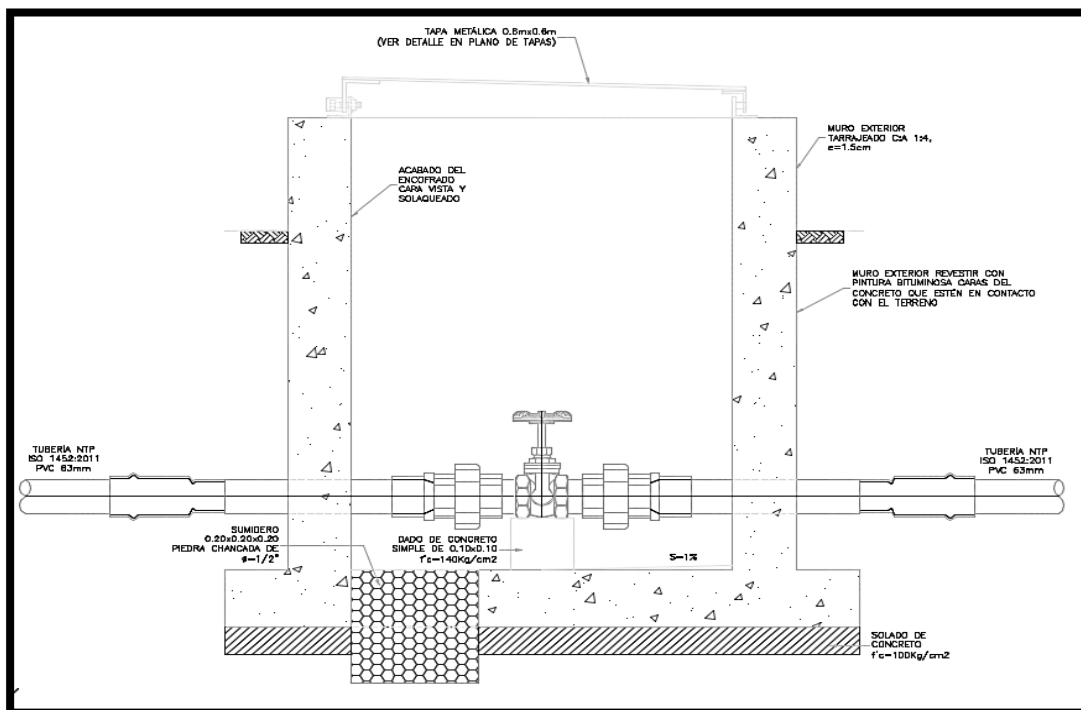 TAPA METÁLICA 0.6mx0.6m
(VER DETALLE EN PLANO DE TAPAS)
MURO EXTERIOR
TARRAJEADO C:A 1:4,
e=1.5cm
ACABADO DEL
ENCOFRADO
CARA VISTA Y
SOLAQUEADO
MURO EXTERIOR REVESTIR CON
PINTURA BITUMINOSA CARAS DEL
CONCRETO QUE ESTÉN EN CONTACTO
CON EL TERRENO
TUBERÍA NTP
ISO 1452:2011
PVC 63mm
TUBERÍA NTP
ISO 1452:2011
PVC 63mm
SUMIDERO
0.20x0.20x0.20
PIEDRA CHANCADA DE
ø=1/2"
DADO DE CONCRETO
SIMPLE DE 0.10x0.10
f'c=140Kg/cm2
S=1%
SOLADO DE
CONCRETO
f'c=100Kg/cm2